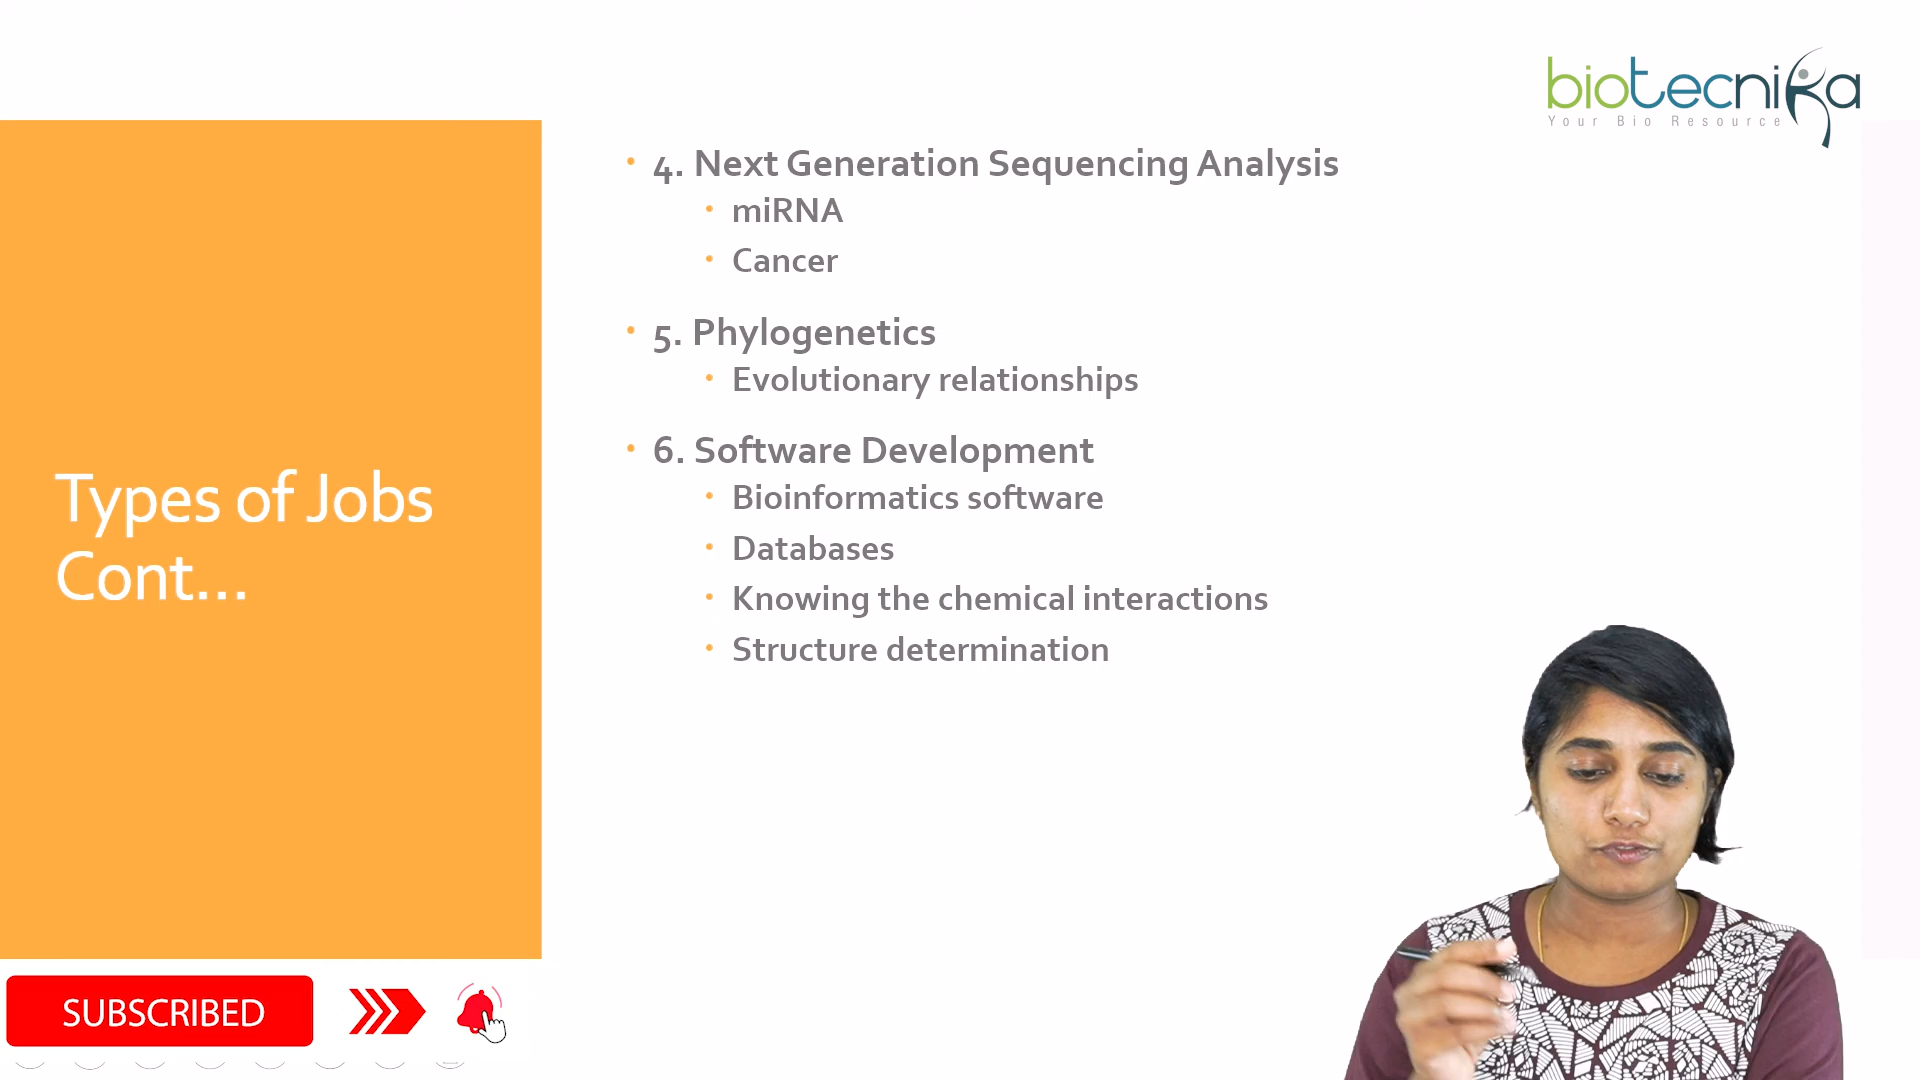 biotecnika
Your Bio Resource
Types of Jobs
Cont...
• 4. Next Generation Sequencing Analysis
• miRNA
• Cancer
• 5. Phylogenetics
• Evolutionary relationships
• 6. Software Development
• Bioinformatics software
• Databases
• Knowing the chemical interactions
• Structure determination
SUBSCRIBED